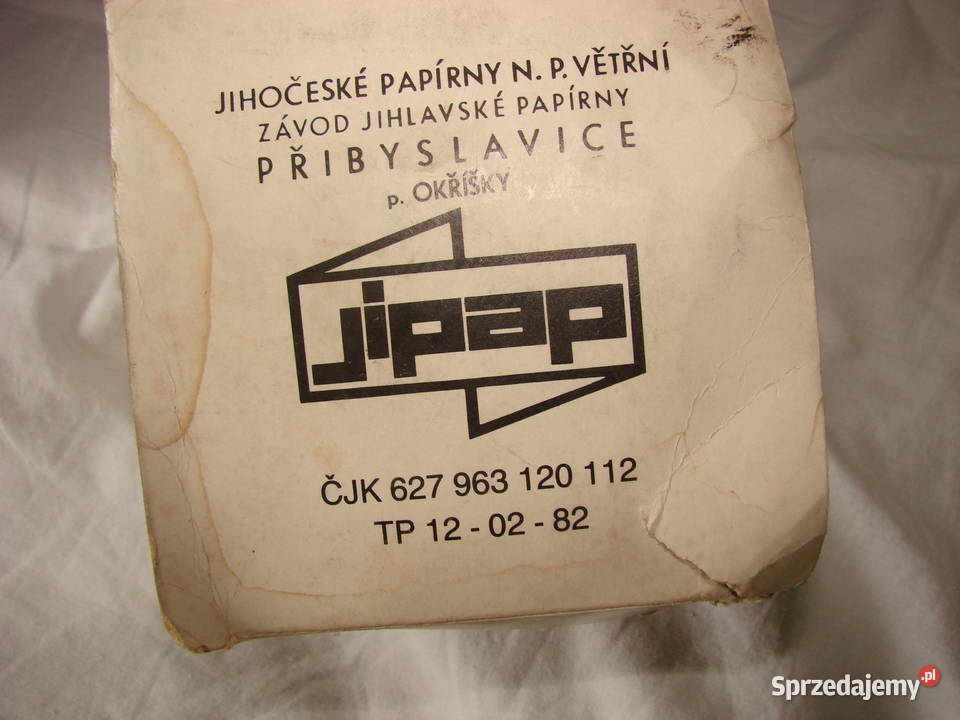 JIHOČESKÉ PAPÍRNY N. P. VĚTŘNÍ
ZÁVOD JIHLAVSKÉ PAPÍRNY
PŘIBYSLAVICE
p. OKŘÍŠKY
jipap
ČJK 627 963 120 112
TP 12 - 02 - 82
Sprzedajemy.pl